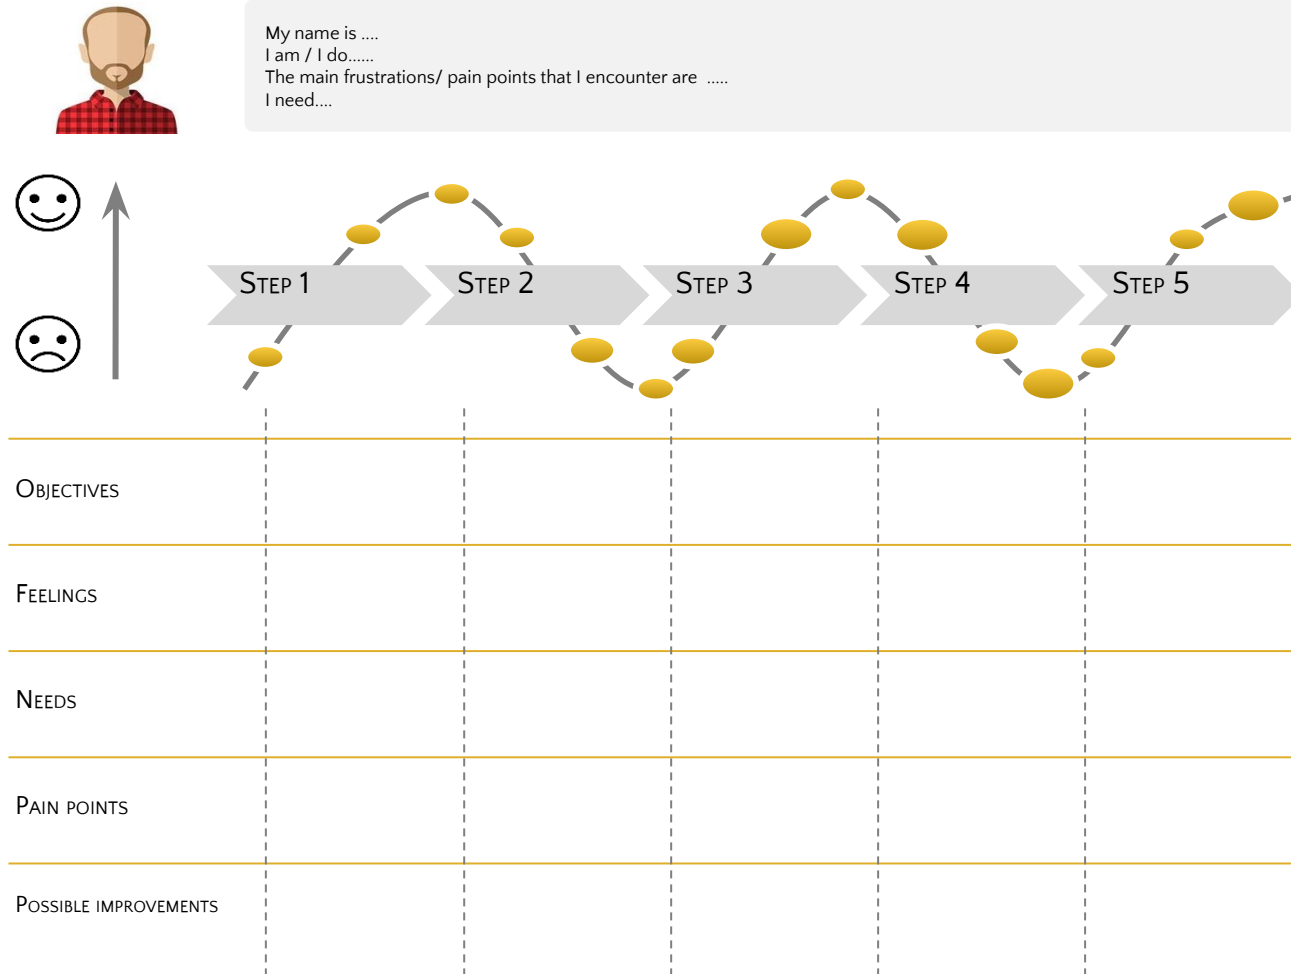 My name is ....
I am / I do......
The main frustrations/ pain points that I encounter are  .....
I need....
Step 1
Step 2
Step 3
Step 4
Step 5
Objectives
Feelings
Needs
Pain points
Possible improvements